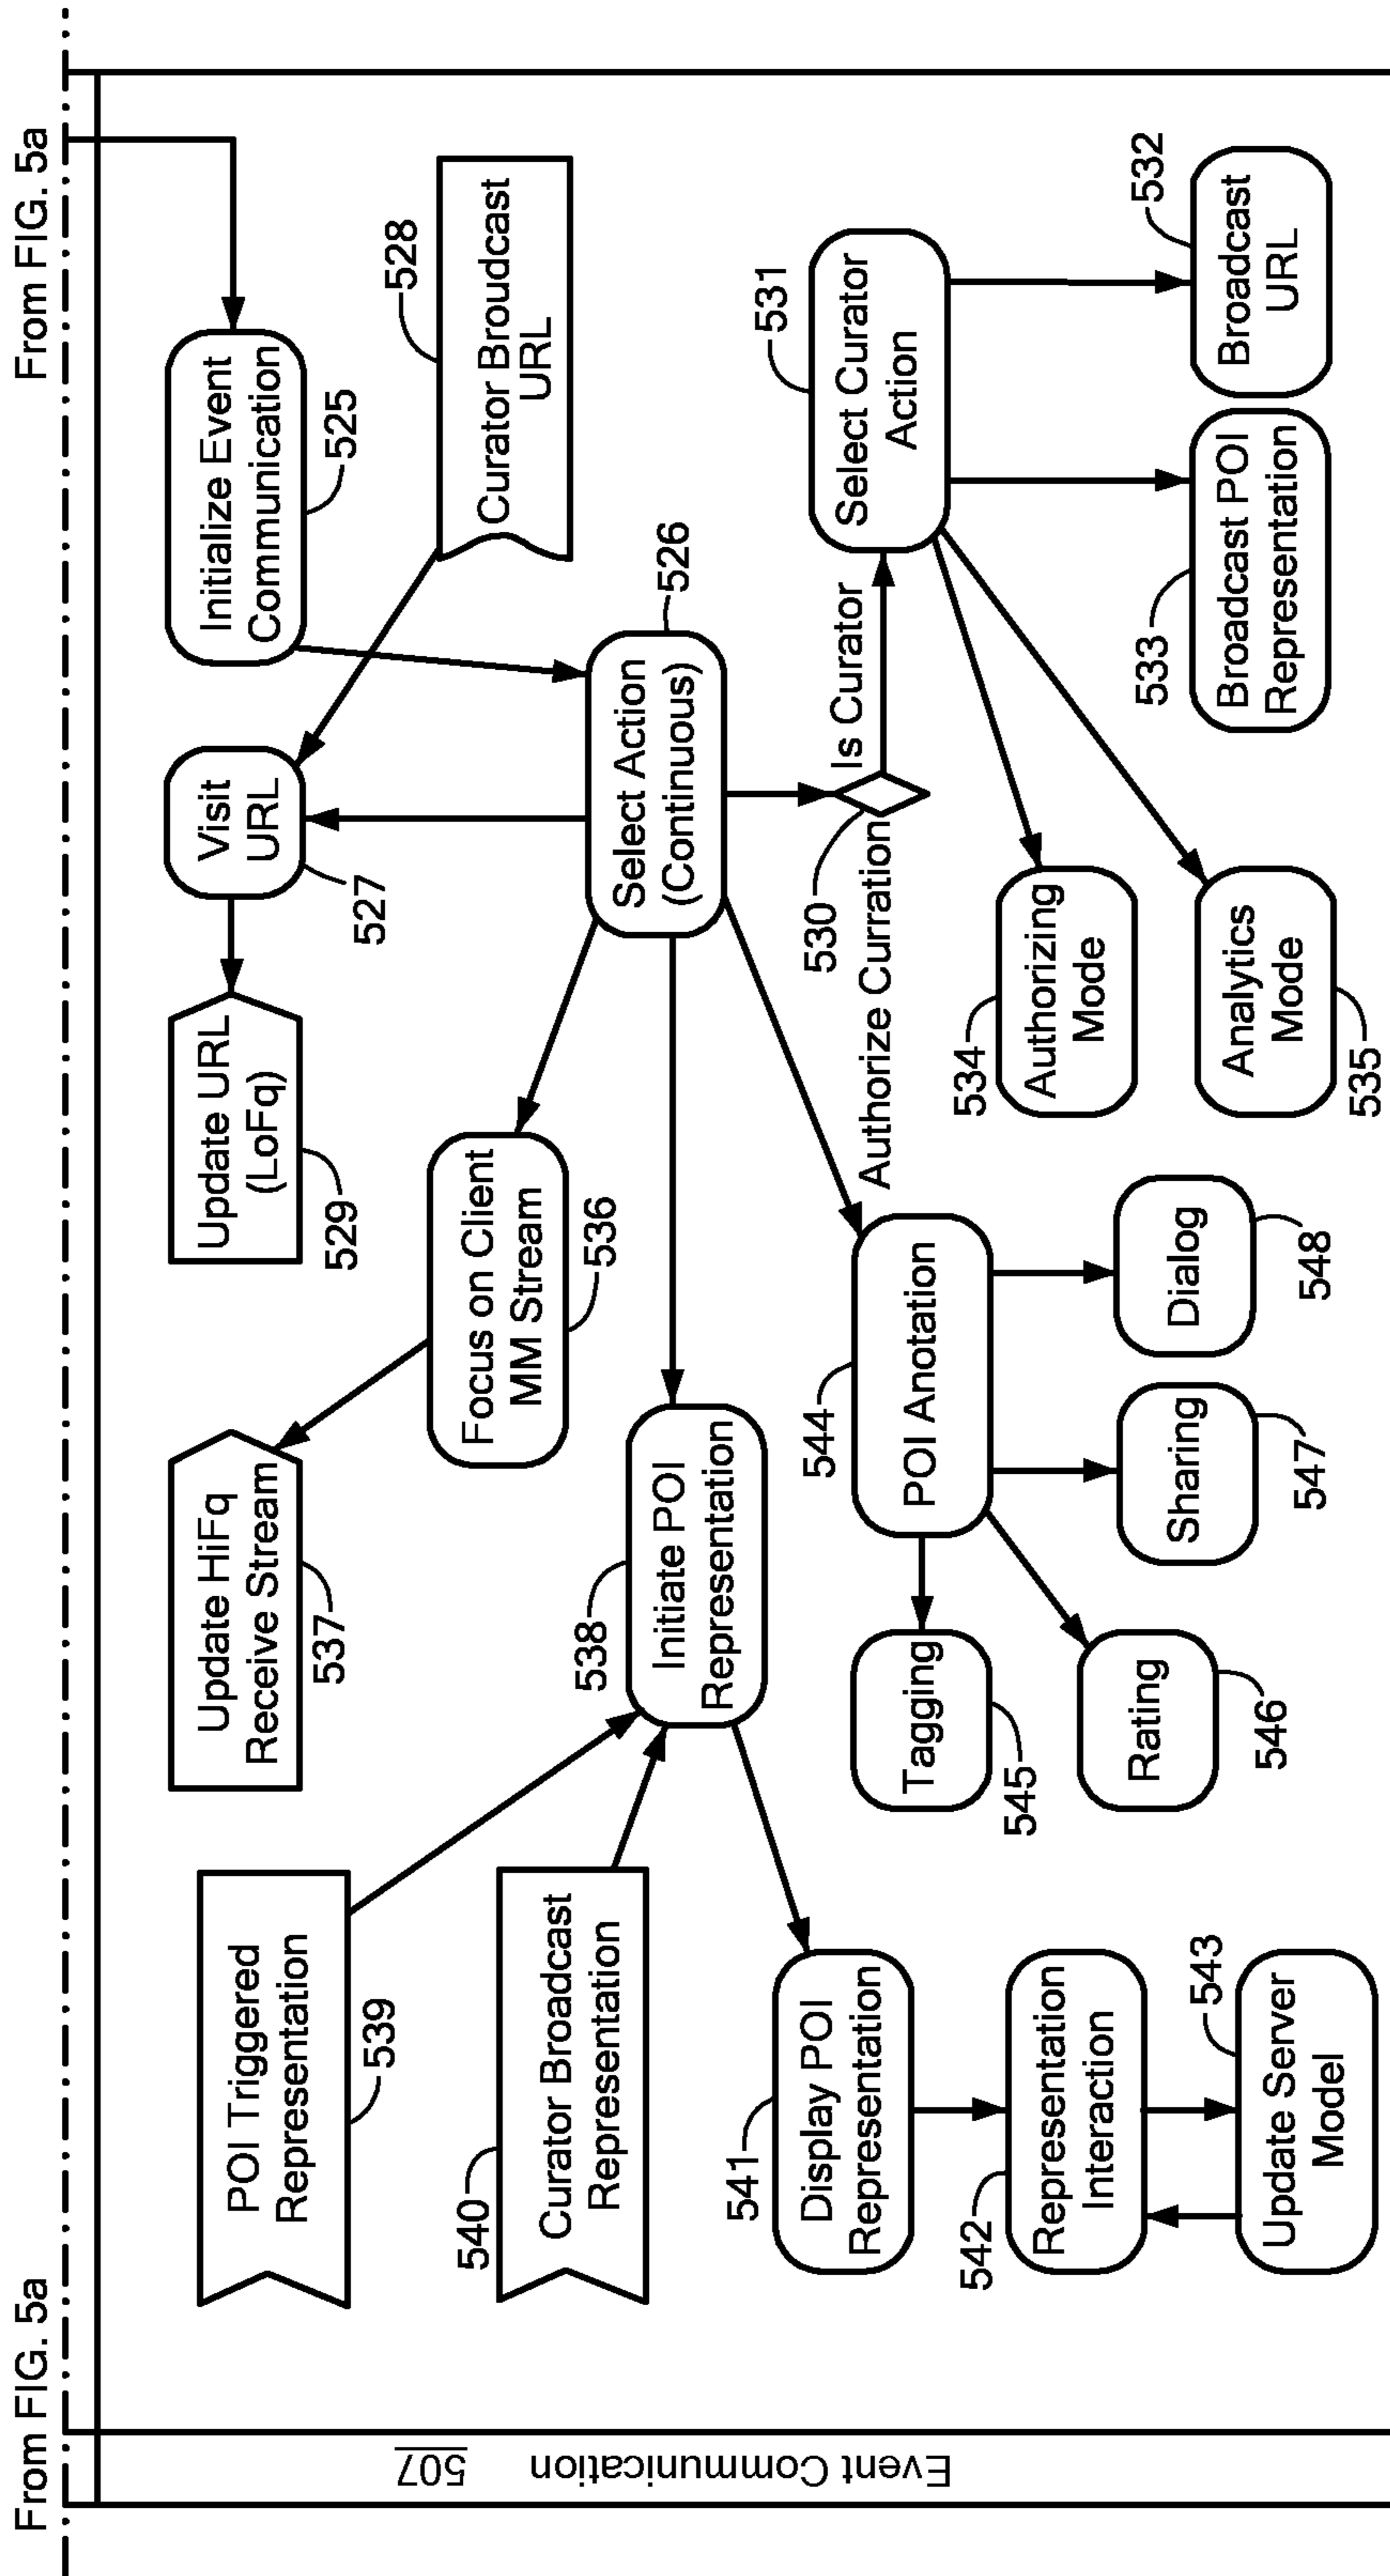 From FIG. 5a
From FIG. 5a
Event Communication
507
POI Triggered
Representation
539
Curator Broadcast
Representation
540
Update HiFq
Receive Stream
537
Update URL
(LoFq)
529
Visit
URL
527
Initialize Event
Communication
525
Curator Broudcast
URL
528
Focus on Client
MM Stream
536
Select Action
(Continuous)
526
Initiate POI
Representation
538
Display POI
Representation
541
Representation
Interaction
542
Update Server
Model
543
POI Anotation
544
Tagging
545
Rating
546
Sharing
547
Dialog
548
Authorize Curration
530
Is Curator
Select Curator
Action
531
Authorizing
Mode
534
Analytics
Mode
535
Broadcast POI
Representation
533
Broadcast
URL
532